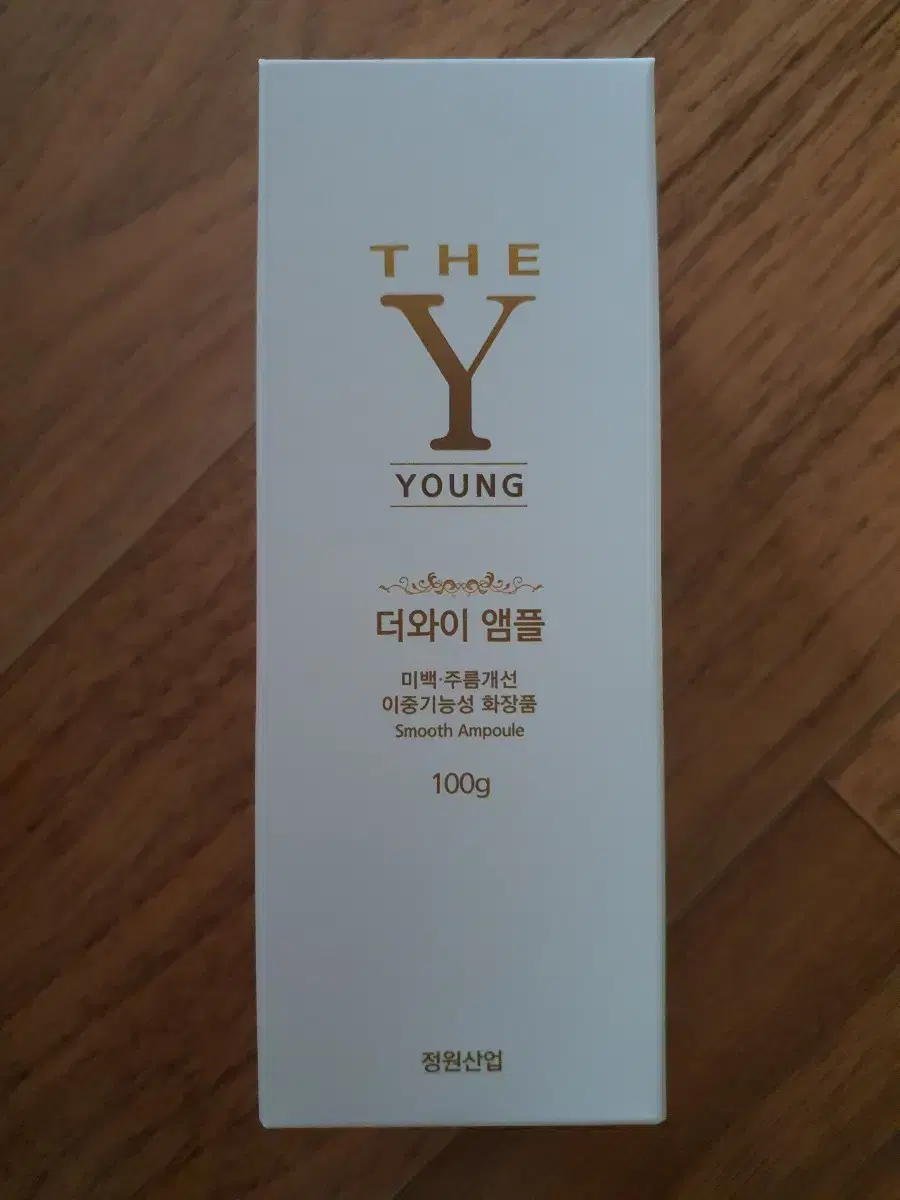 THE
Y
YOUNG
더와이 앰플
미백·주름개선
이중기능성 화장품
Smooth Ampoule
100g
정원산업